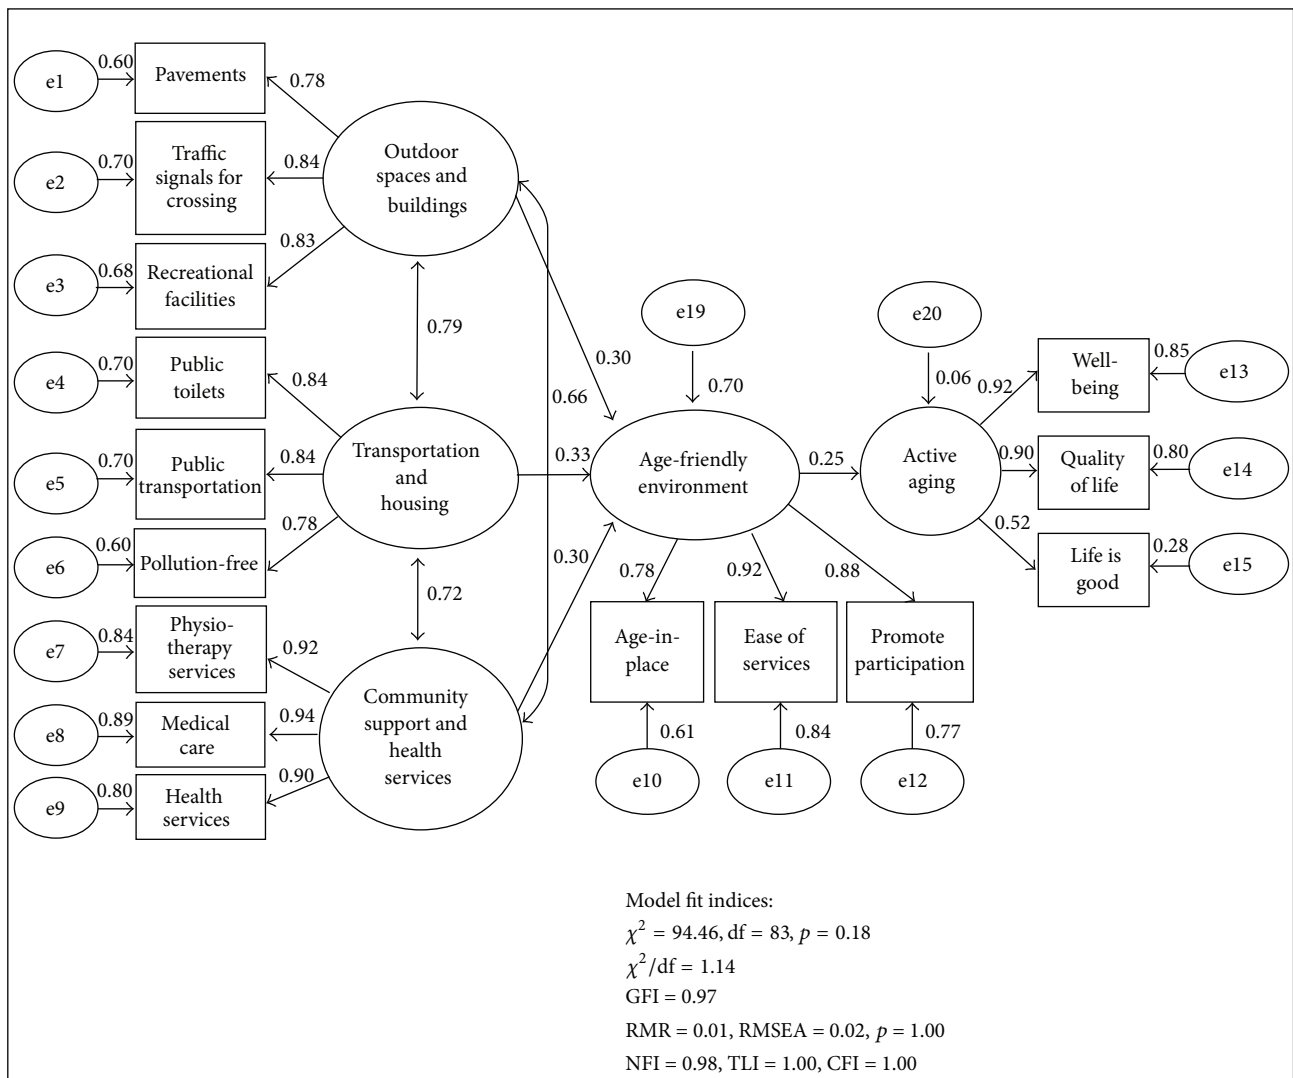 e1
0.60
Pavements
0.78
e2
0.70
Traffic
signals for
crossing
0.84
Outdoor
spaces and
buildings
e3
0.68
Recreational
facilities
0.83
0.79
e4
0.70
Public
toilets
0.84
e5
0.70
Public
transportation
0.84
Transportation
and
housing
e6
0.60
Pollution-free
0.78
0.72
e7
0.84
Physio-
therapy
services
0.92
e8
0.89
Medical
care
0.94
Community
support and
health
services
e9
0.80
Health
services
0.90
0.30
0.66
0.33
0.30
e19
0.70
Age-friendly
environment
0.25
e20
0.06
Active
aging
0.92
Well-
being
0.85
e13
0.90
Quality
of life
0.80
e14
0.52
Life is
good
0.28
e15
0.78
0.92
0.88
Age-in-
place
Ease of
services
Promote
participation
0.61
0.84
0.77
e10
e11
e12
Model fit indices:
χ² = 94.46, df = 83, p = 0.18
χ²/df = 1.14
GFI = 0.97
RMR = 0.01, RMSEA = 0.02, p = 1.00
NFI = 0.98, TLI = 1.00, CFI = 1.00